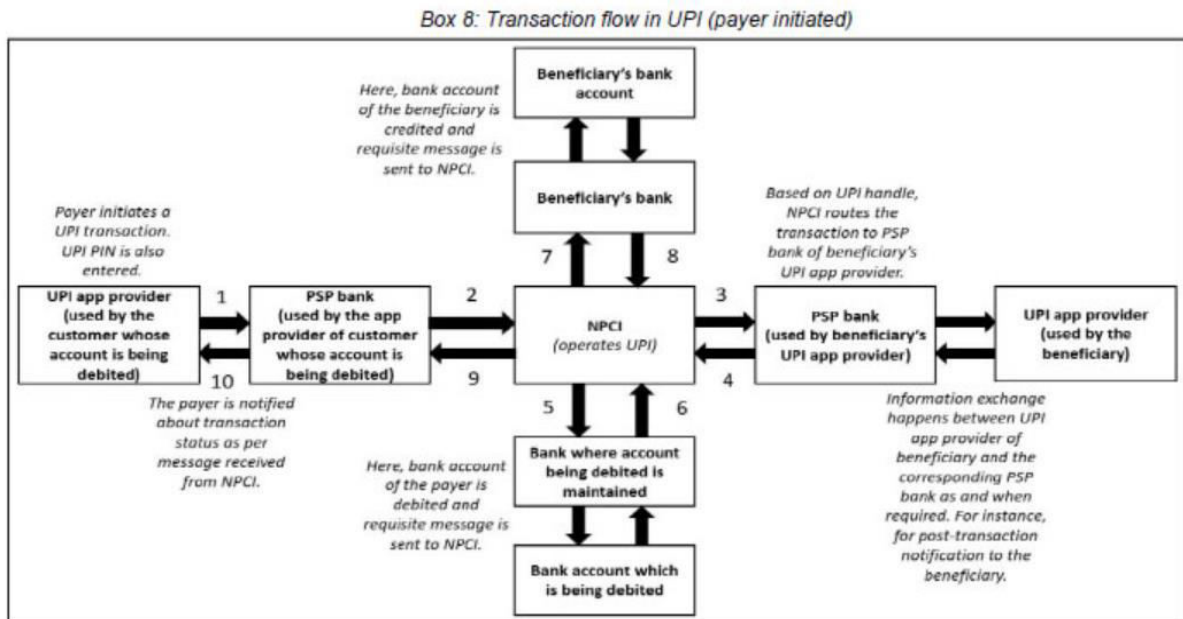 Box 8: Transaction flow in UPI (payer initiated)
Beneficiary's bank
account
Here, bank account
of the beneficiary is
credited and
requisite message is
sent to NPCI.
Beneficiary's bank
Payer initiates a
UPI transaction.
UPI PIN is also
entered.
Based on UPI handle,
NPCI routes the
transaction to PSP
bank of beneficiary's
UPI app provider.
7
8
UPI app provider
(used by the
customer whose
account is being
debited)
1
10
PSP bank
(used by the app
provider of customer
whose account is
being debited)
2
9
NPCI
(operates UPI)
3
4
PSP bank
(used by beneficiary's
UPI app provider)
UPI app provider
(used by the
beneficiary)
The payer is notified
about transaction
status as per
message received
from NPCI.
5
6
Information exchange
happens between UPI
app provider of
beneficiary and the
corresponding PSP
bank as and when
required. For instance,
for post-transaction
notification to the
beneficiary.
Here, bank account
of the payer is
debited and
requisite message is
sent to NPCI.
Bank where account
being debited is
maintained
Bank account which
is being debited